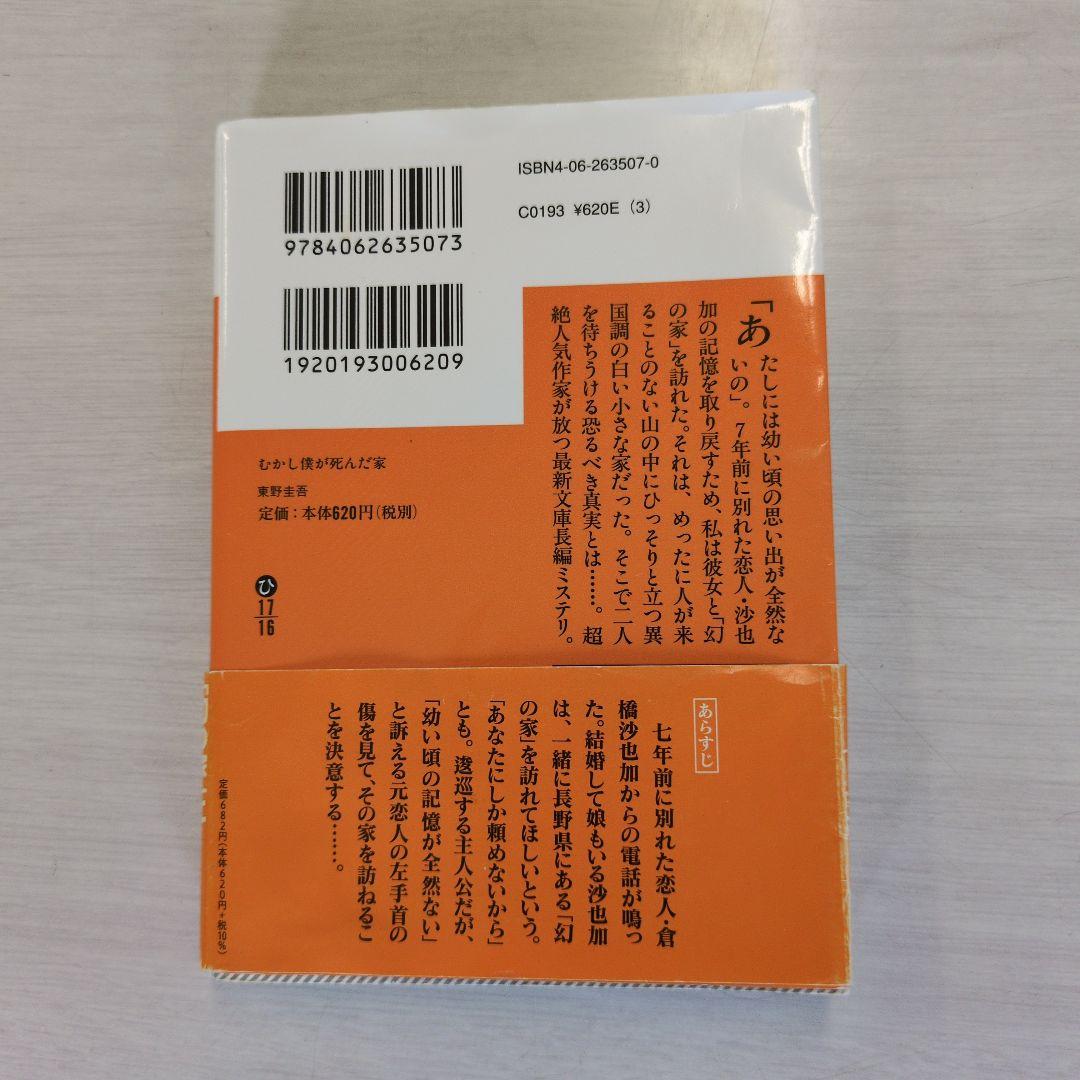 ISBN4-06-263507-0
C0193 ¥620E (3)
9784062635073
1920193006209
「あたしには幼い頃の思い出が全然な
いの」。7年前に別れた恋人・沙也
加の記憶を取り戻すため、私は彼女と「幻
の家」を訪れた。それは、めったに人が来
ることのない山の中にひっそりと立つ異
国調の白い小さな家だった。そこで二人
を待ちうける恐るべき真実とは……。超
絶人気作家が放つ最新文庫長編ミステリ。
むかし僕が死んだ家
東野圭吾
定価：本体620円(税別)
ひ
17
16
あらすじ
七年前に別れた恋人・倉
橋沙也加からの電話が鳴っ
た。結婚して娘もいる沙也加
は、一緒に長野県にある「幻
の家」を訪れてほしいという。
「あなたにしか頼めないから」
とも。逡巡する主人公だが、
「幼い頃の記憶が全然ない」
と訴える元恋人の左手首の
傷を見て、その家を訪ねるこ
とを決意する……。
定価682円(本体620円+税10%)